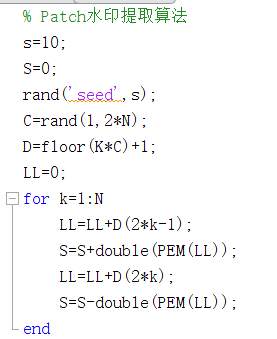 % Patch水印提取算法
s=10;
S=0;
rand('seed',s);
C=rand(1,2*N);
D=floor(K*C)+1;
LL=0;
for k=1:N
LL=LL+D(2*k-1);
S=S+double(PEM(LL));
LL=LL+D(2*k);
S=S-double(PEM(LL));
end